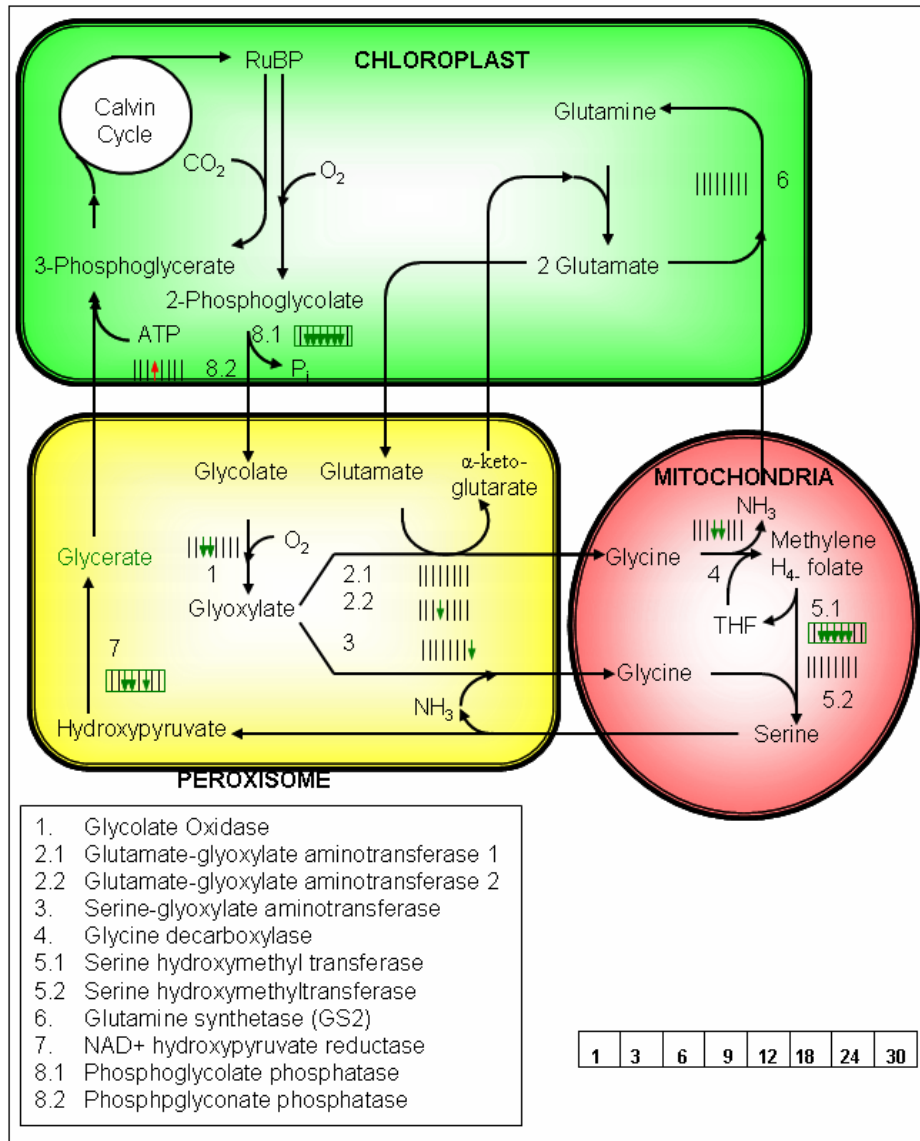 RuBP
CHLOROPLAST
Calvin
Cycle
Glutamine
CO2
O2
6
3-Phosphoglycerate
2 Glutamate
2-Phosphoglycolate
ATP
8.1
8.2
Pi
Glycolate
Glutamate
α-keto-
glutarate
MITOCHONDRIA
NH3
Glycerate
O2
1
Glycine
4
Methylene
H4- folate
2.1
2.2
Glyoxylate
THF
5.1
7
3
Glycine
5.2
NH3
Hydroxypyruvate
Serine
PEROXISOME
1. Glycolate Oxidase
2.1 Glutamate-glyoxylate aminotransferase 1
2.2 Glutamate-glyoxylate aminotransferase 2
3. Serine-glyoxylate aminotransferase
4. Glycine decarboxylase
5.1 Serine hydroxymethyl transferase
5.2 Serine hydroxymethyltransferase
6. Glutamine synthetase (GS2)
7. NAD+ hydroxypyruvate reductase
8.1 Phosphoglycolate phosphatase
8.2 Phosphpglyconate phosphatase
1 3 6 9 12 18 24 30